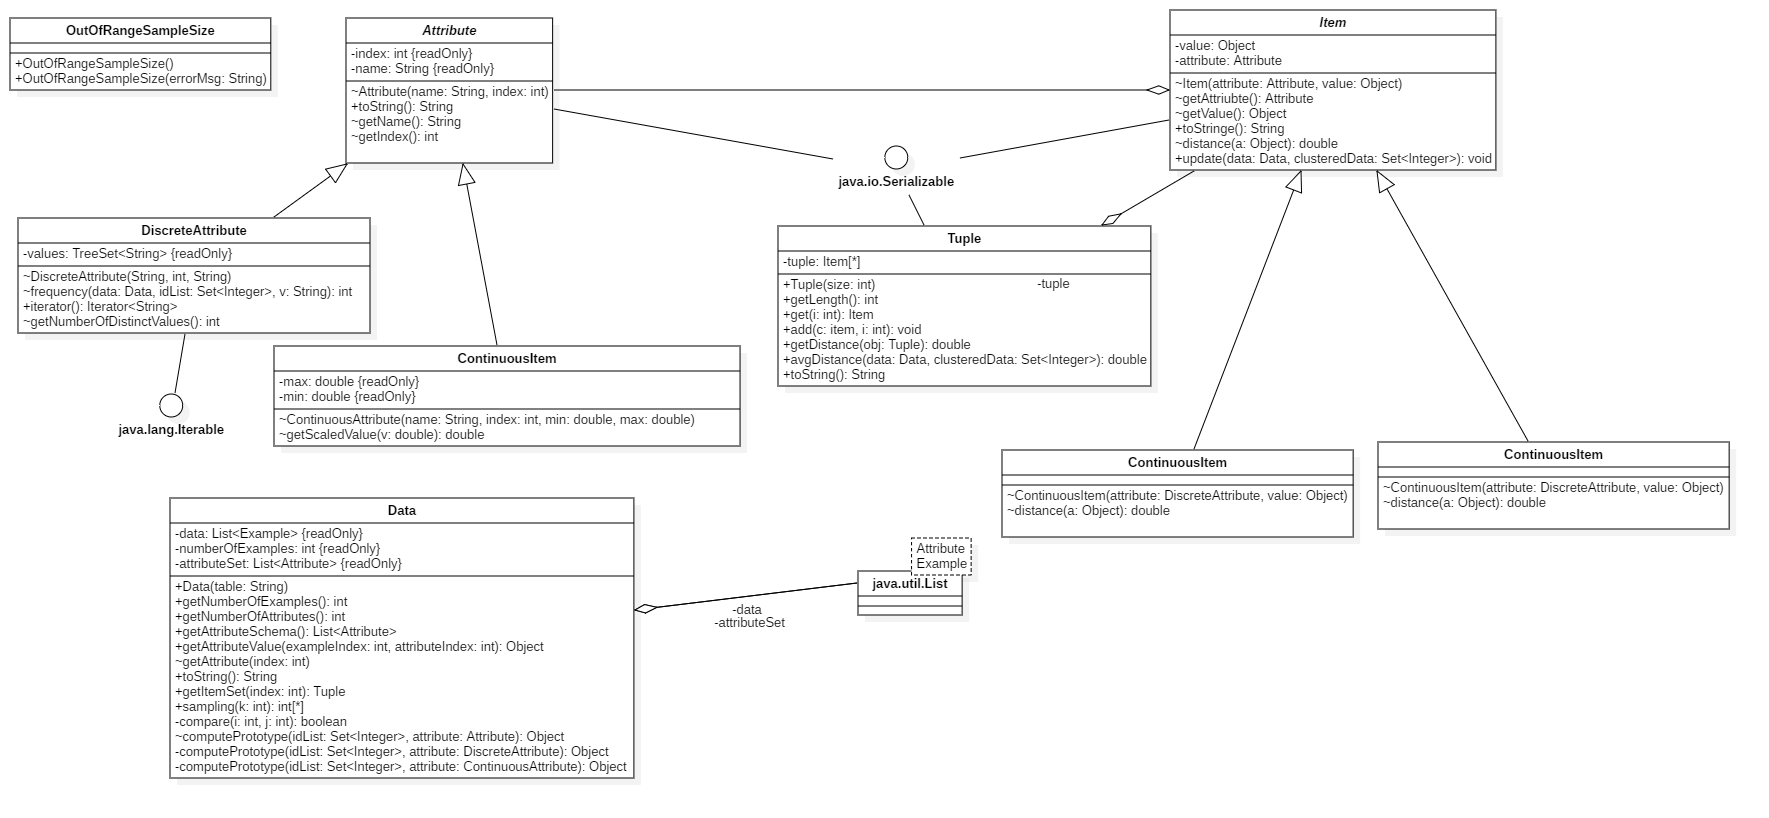 OutOfRangeSampleSize
+OutOfRangeSampleSize()
+OutOfRangeSampleSize(errorMsg: String)
Attribute
-index: int {readOnly}
-name: String {readOnly}
~Attribute(name: String, index: int)
+toString(): String
~getName(): String
~getIndex(): int
Item
-value: Object
-attribute: Attribute
~Item(attribute: Attribute, value: Object)
~getAttriubte(): Attribute
~getValue(): Object
+toStringe(): String
~distance(a: Object): double
+update(data: Data, clusteredData: Set<Integer>): void
java.io.Serializable
DiscreteAttribute
-values: TreeSet<String> {readOnly}
~DiscreteAttribute(String, int, String)
~frequency(data: Data, idList: Set<Integer>, v: String): int
+iterator(): Iterator<String>
~getNumberOfDistinctValues(): int
java.lang.Iterable
Tuple
-tuple: Item[*]
+Tuple(size: int)
+getLength(): int
+get(i: int): Item
+add(c: item, i: int): void
+getDistance(obj: Tuple): double
+avgDistance(data: Data, clusteredData: Set<Integer>): double
+toString(): String
-tuple
ContinuousItem
-max: double {readOnly}
-min: double {readOnly}
~ContinuousAttribute(name: String, index: int, min: double, max: double)
~getScaledValue(v: double): double
ContinuousItem
~ContinuousItem(attribute: DiscreteAttribute, value: Object)
~distance(a: Object): double
ContinuousItem
~ContinuousItem(attribute: DiscreteAttribute, value: Object)
~distance(a: Object): double
Data
-data: List<Example> {readOnly}
-numberOfExamples: int {readOnly}
-attributeSet: List<Attribute> {readOnly}
+Data(table: String)
+getNumberOfExamples(): int
+getNumberOfAttributes(): int
+getAttributeSchema(): List<Attribute>
+getAttributeValue(exampleIndex: int, attributeIndex: int): Object
~getAttribute(index: int)
+toString(): String
+getItemSet(index: int): Tuple
+sampling(k: int): int[*]
-compare(i: int, j: int): boolean
~computePrototype(idList: Set<Integer>, attribute: Attribute): Object
-computePrototype(idList: Set<Integer>, attribute: DiscreteAttribute): Object
-computePrototype(idList: Set<Integer>, attribute: ContinuousAttribute): Object
-data
-attributeSet
Attribute
Example
java.util.List